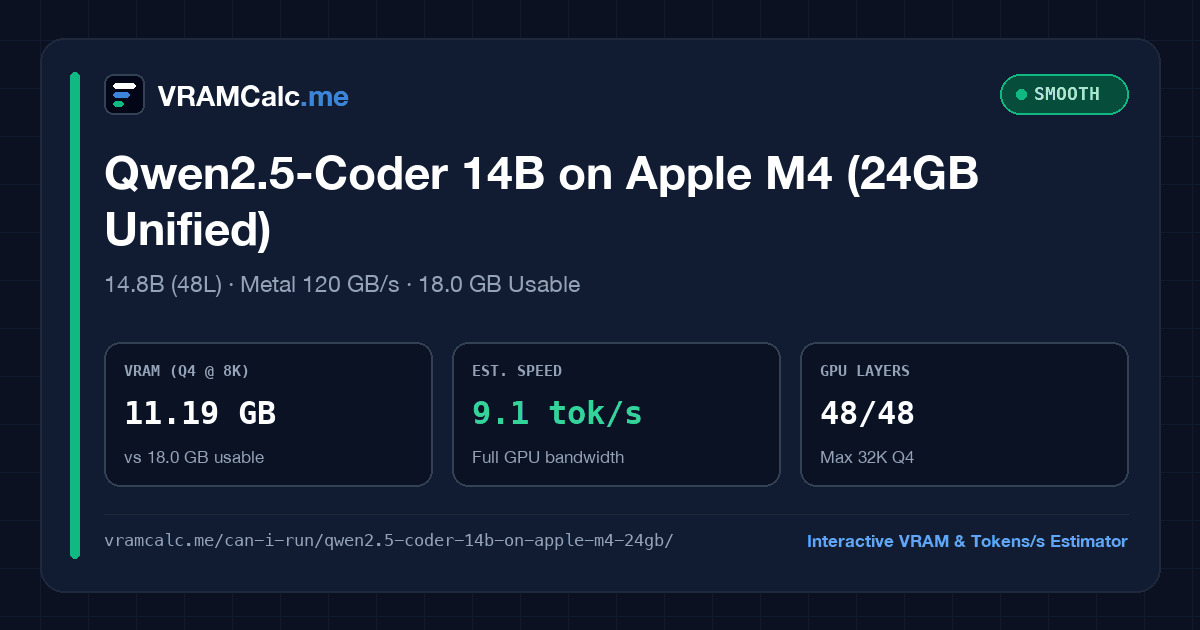 VRAMCalc.me
SMOOTH
Qwen2.5-Coder 14B on Apple M4 (24GB
Unified)
14.8B (48L) · Metal 120 GB/s · 18.0 GB Usable
VRAM (Q4 @ 8K)
11.19 GB
vs 18.0 GB usable
EST. SPEED
9.1 tok/s
Full GPU bandwidth
GPU LAYERS
48/48
Max 32K Q4
vramcalc.me/can-i-run/qwen2.5-coder-14b-on-apple-m4-24gb/
Interactive VRAM & Tokens/s Estimator